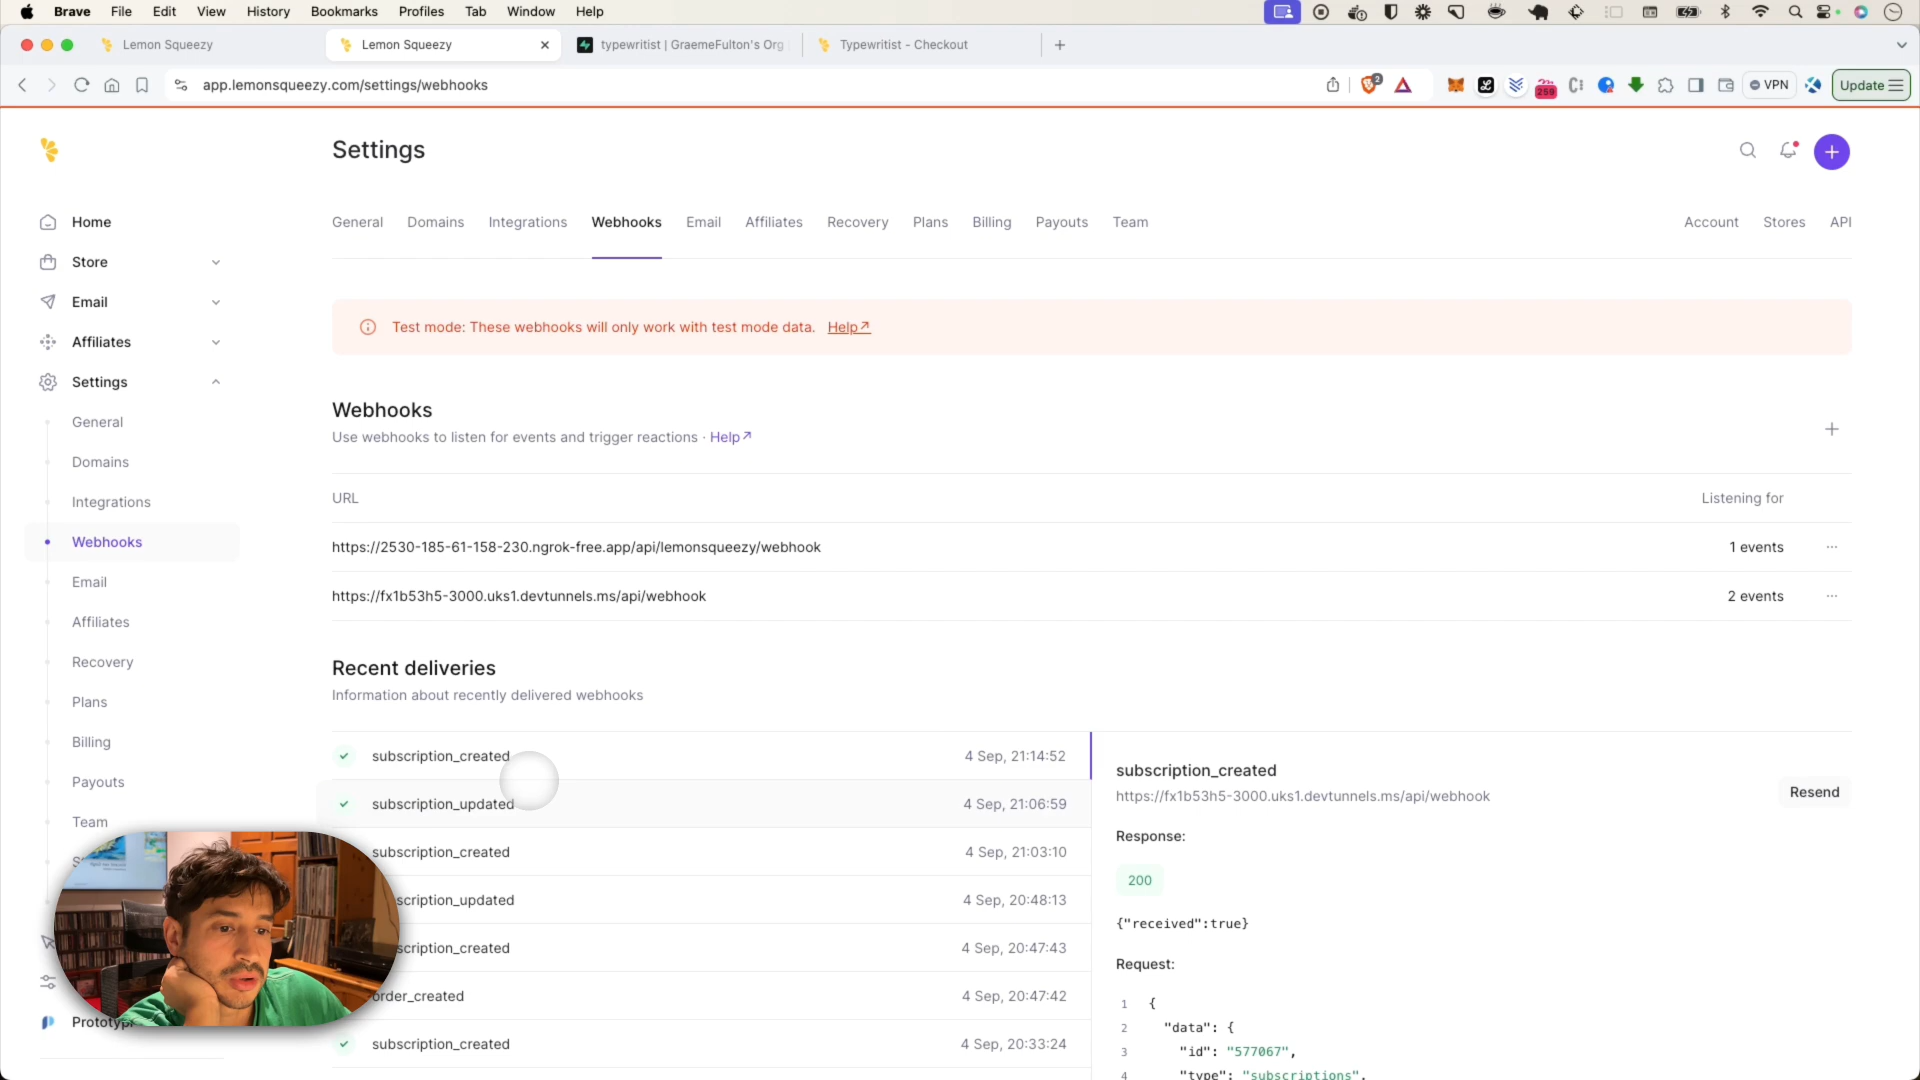 Brave File Edit View History Bookmarks Profiles Tab Window Help
Lemon Squeezy
Lemon Squeezy
typewritist | GraemeFulton's Org
Typewritist - Checkout
app.lemonsqueezy.com/settings/webhooks
2
259
VPN
Update
Settings
General Domains Integrations Webhooks Email Affiliates Recovery Plans Billing Payouts Team
Account Stores API
Home
Store
Email
Affiliates
Settings
General
Domains
Integrations
Webhooks
Email
Affiliates
Recovery
Plans
Billing
Payouts
Team
Test mode: These webhooks will only work with test mode data. Help
Webhooks
Use webhooks to listen for events and trigger reactions · Help
URL Listening for
https://2530-185-61-158-230.ngrok-free.app/api/lemonsqueezy/webhook 1 events
https://fx1b53h5-3000.uks1.devtunnels.ms/api/webhook 2 events
Recent deliveries
Information about recently delivered webhooks
subscription_created 4 Sep, 21:14:52
subscription_updated 4 Sep, 21:06:59
subscription_created 4 Sep, 21:03:10
scription_updated 4 Sep, 20:48:13
scription_created 4 Sep, 20:47:43
order_created 4 Sep, 20:47:42
subscription_created 4 Sep, 20:33:24
subscription_created
https://fx1b53h5-3000.uks1.devtunnels.ms/api/webhook
Resend
Response:
200
{"received":true}
Request:
1 {
2 "data": {
3 "id": "577067",
4 "type": "subscriptions",